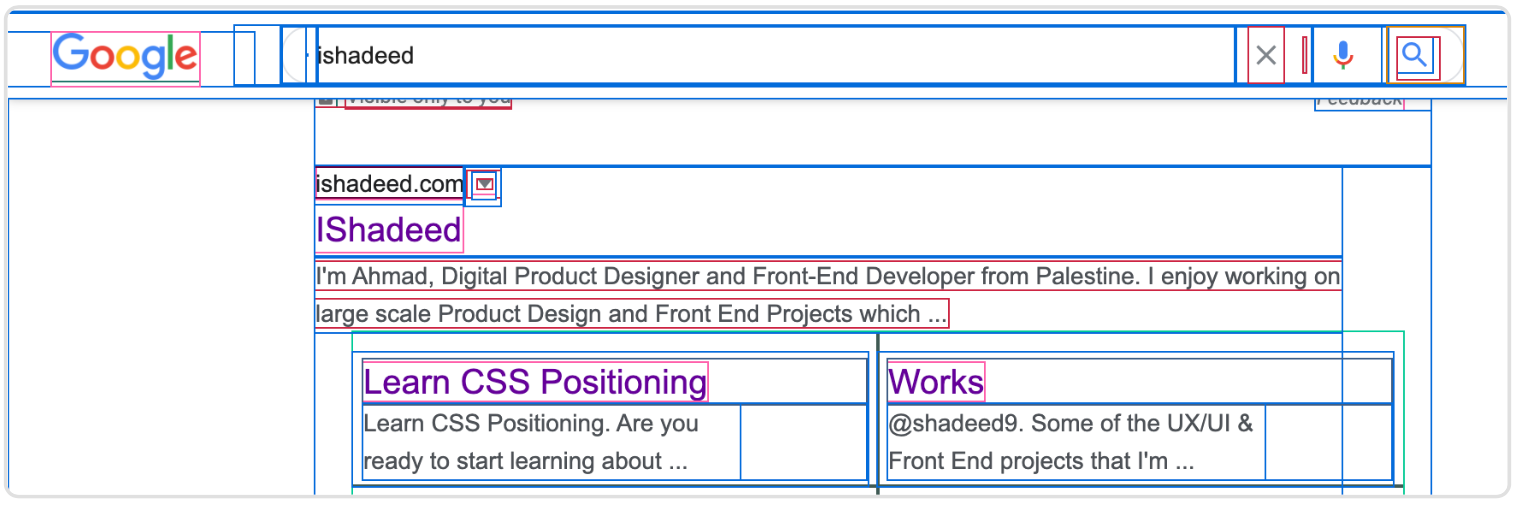 Google
ishadeed
Visible only to you
Feedback
ishadeed.com
IShadeed
I'm Ahmad, Digital Product Designer and Front-End Developer from Palestine. I enjoy working on
large scale Product Design and Front End Projects which ...
Learn CSS Positioning
Learn CSS Positioning. Are you
ready to start learning about ...
Works
@shadeed9. Some of the UX/UI &
Front End projects that I'm ...